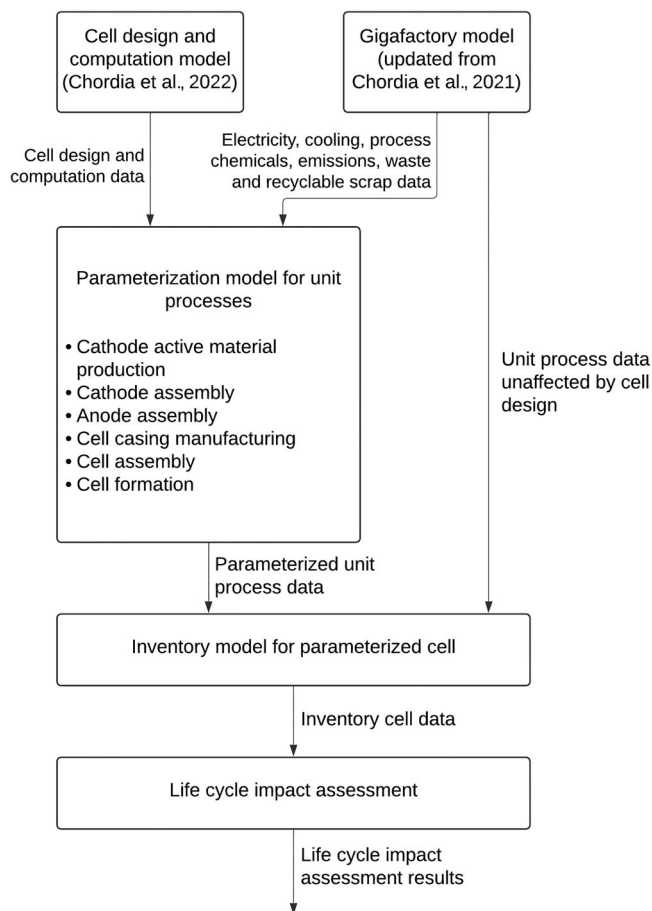 Cell design and
computation model
(Chordia et al., 2022)
Gigafactory model
(updated from
Chordia et al., 2021)
Cell design and
computation data
Electricity, cooling, process
chemicals, emissions, waste
and recyclable scrap data
Parameterization model for unit
processes
• Cathode active material
production
• Cathode assembly
• Anode assembly
• Cell casing manufacturing
• Cell assembly
• Cell formation
Unit process data
unaffected by cell
design
Parameterized unit
process data
Inventory model for parameterized cell
Inventory cell data
Life cycle impact assessment
Life cycle impact
assessment results